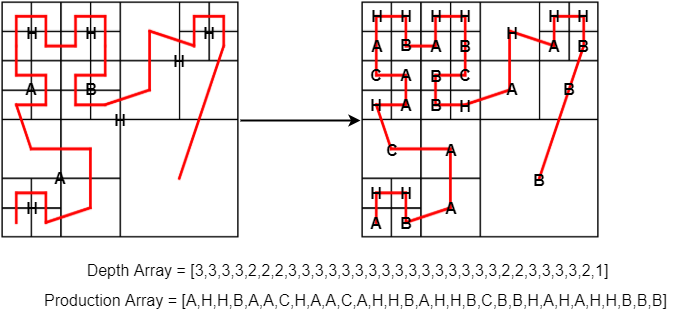 H H H
H
A B
H
A
H
H H H H H H
H
A B A B A B
C A B C
A B
H A B H
C A
B
H H
A
A B
Depth Array = [3,3,3,3,2,2,2,3,3,3,3,3,3,3,3,3,3,3,3,3,3,3,3,2,2,3,3,3,3,2,1]
Production Array = [A,H,H,B,A,A,C,H,A,A,C,A,H,H,B,A,H,H,B,C,B,B,H,A,H,A,H,H,B,B,B]